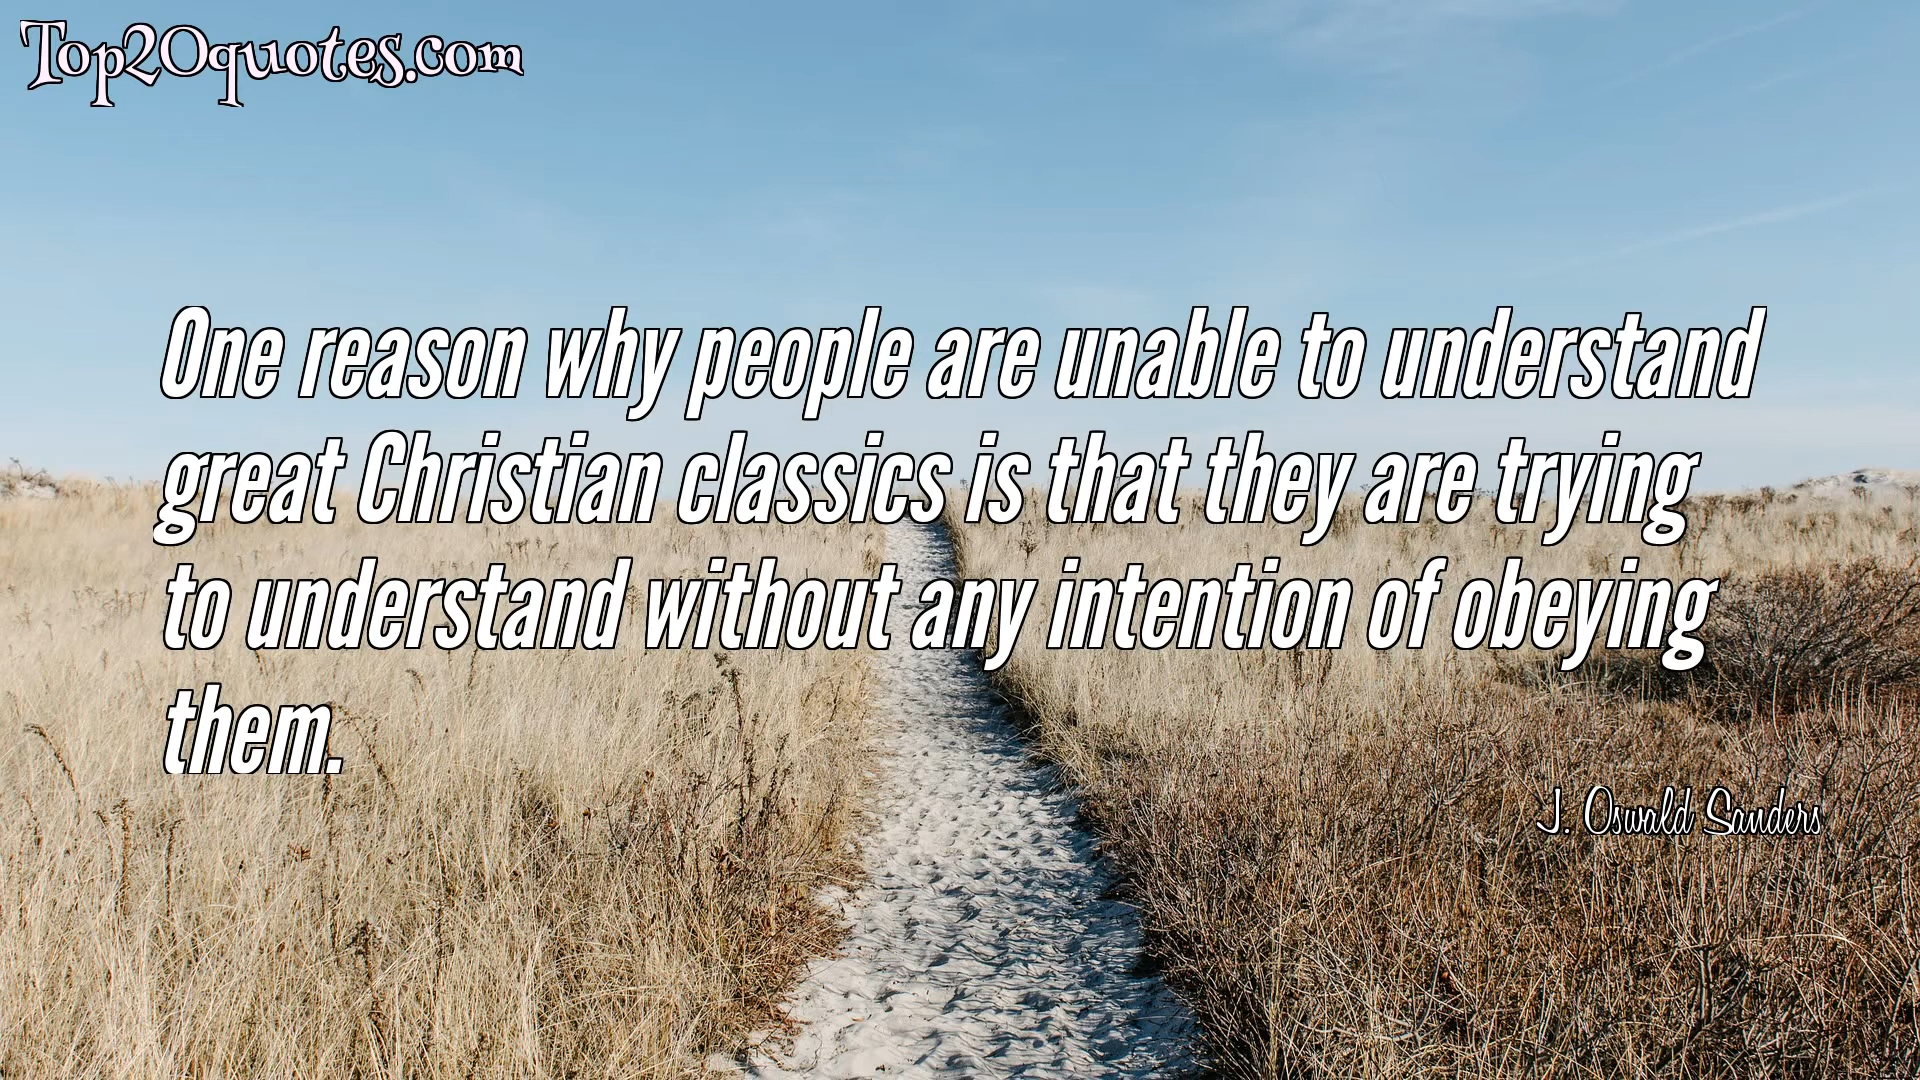 Top20quotes.com
One reason why people are unable to understand
great Christian classics is that they are trying
to understand without any intention of obeying
them.
J. Oswald Sanders